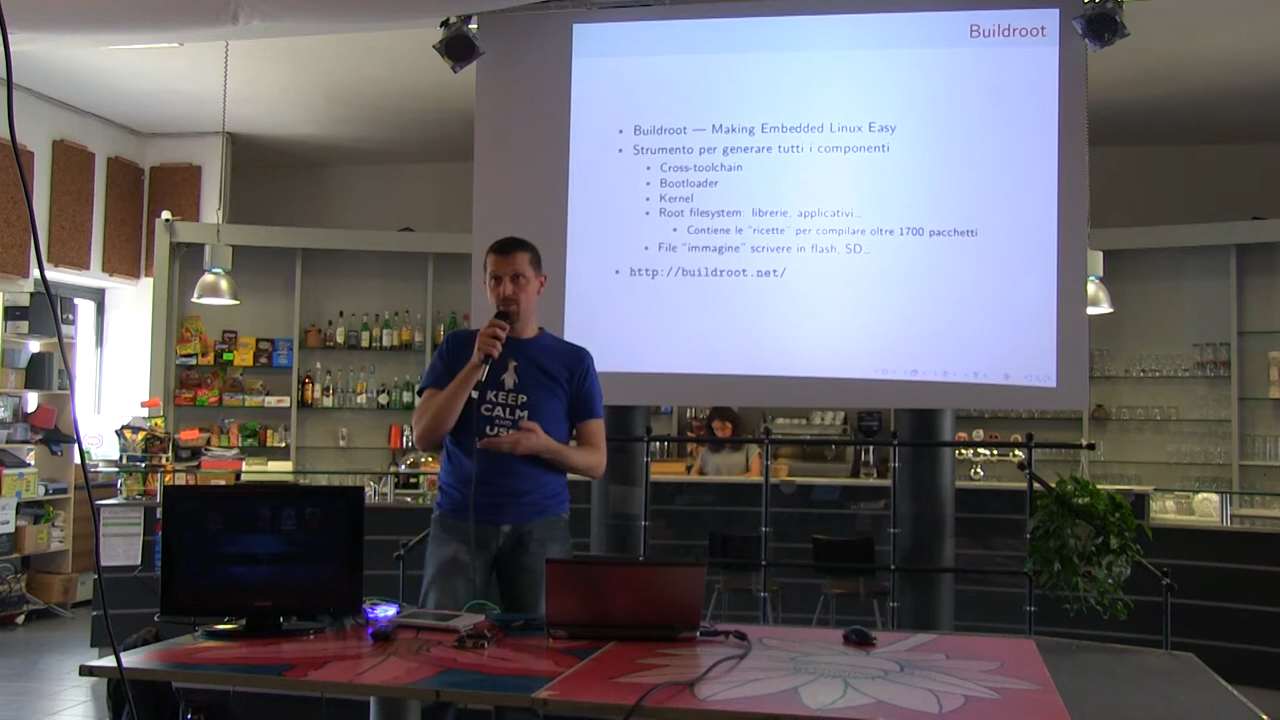 Buildroot
Buildroot — Making Embedded Linux Easy
Strumento per generare tutti i componenti
Cross-toolchain
Bootloader
Kernel
Root filesystem: librerie, applicativi...
Contiene le "ricette" per compilare oltre 1700 pacchetti
File "immagine" scrivere in flash, SD...
http://buildroot.net/
KEEP
CALM
AND